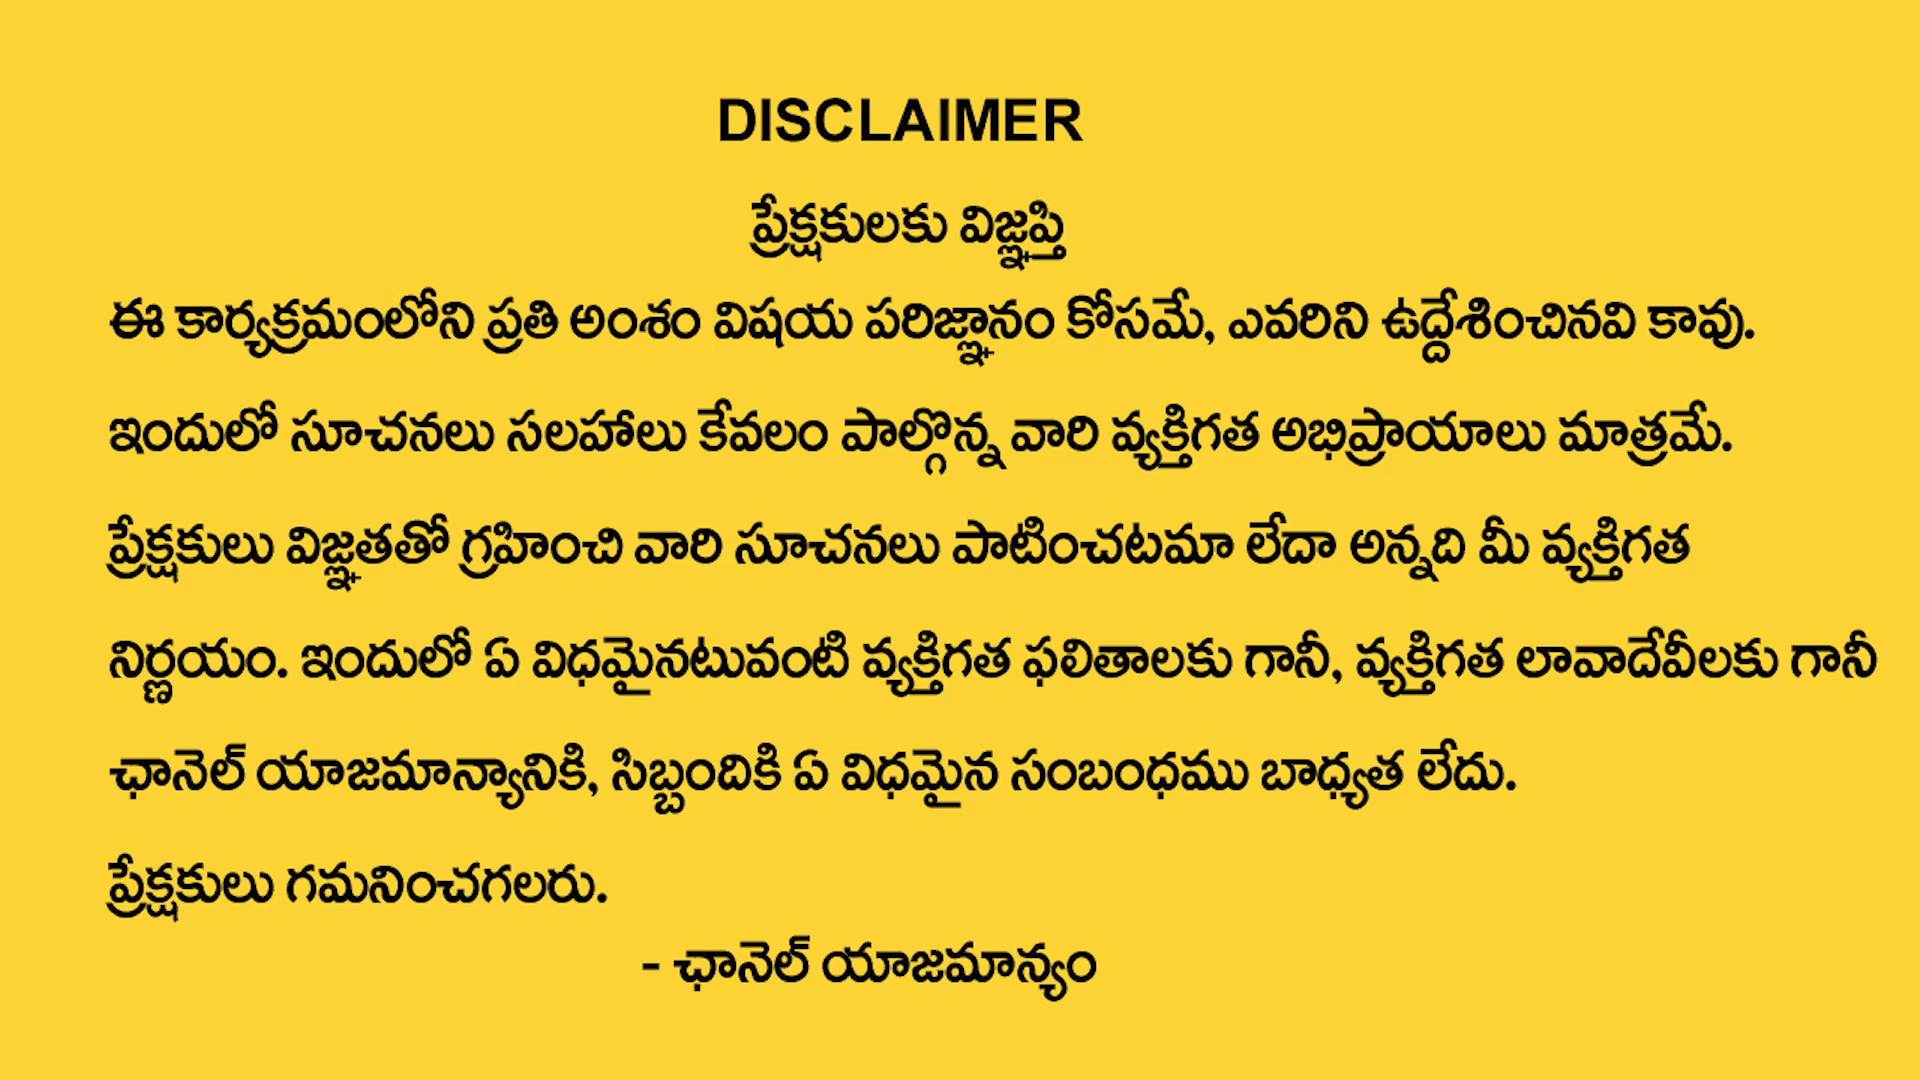 DISCLAIMER
ప్రేక్షకులకు విజ్ఞప్తి
ఈ కార్యక్రమంలోని ప్రతి అంశం విషయ పరిజ్ఞానం కోసమే, ఎవరిని ఉద్దేశించినవి కావు.
ఇందులో సూచనలు సలహాలు కేవలం పాల్గొన్న వారి వ్యక్తిగత అభిప్రాయాలు మాత్రమే.
ప్రేక్షకులు విజ్ఞతతో గ్రహించి వారి సూచనలు పాటించటమా లేదా అన్నది మీ వ్యక్తిగత
నిర్ణయం. ఇందులో ఏ విధమైనటువంటి వ్యక్తిగత ఫలితాలకు గానీ, వ్యక్తిగత లావాదేవీలకు గానీ
ఛానెల్ యాజమాన్యానికి, సిబ్బందికి ఏ విధమైన సంబంధము బాధ్యత లేదు.
ప్రేక్షకులు గమనించగలరు.
- ఛానెల్ యాజమాన్యం